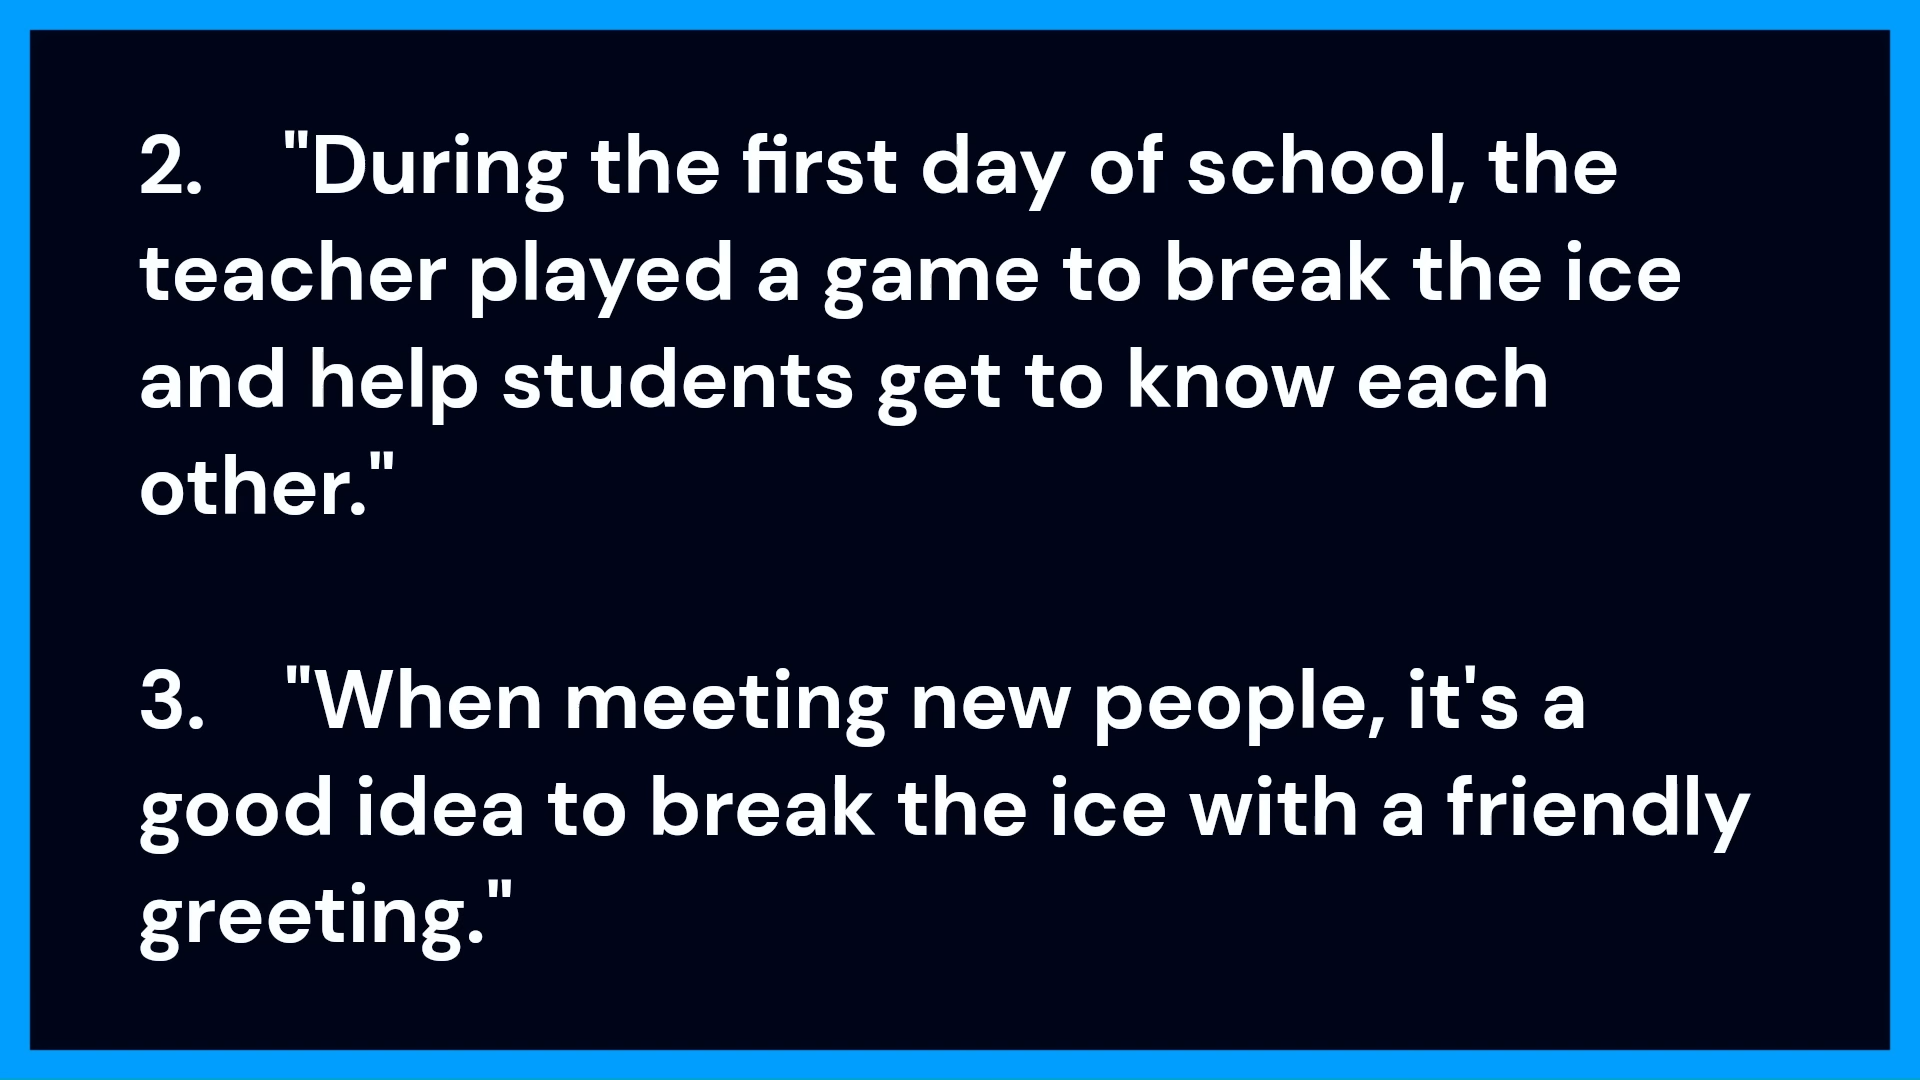 2. "During the first day of school, the
teacher played a game to break the ice
and help students get to know each
other."
3. "When meeting new people, it's a
good idea to break the ice with a friendly
greeting."